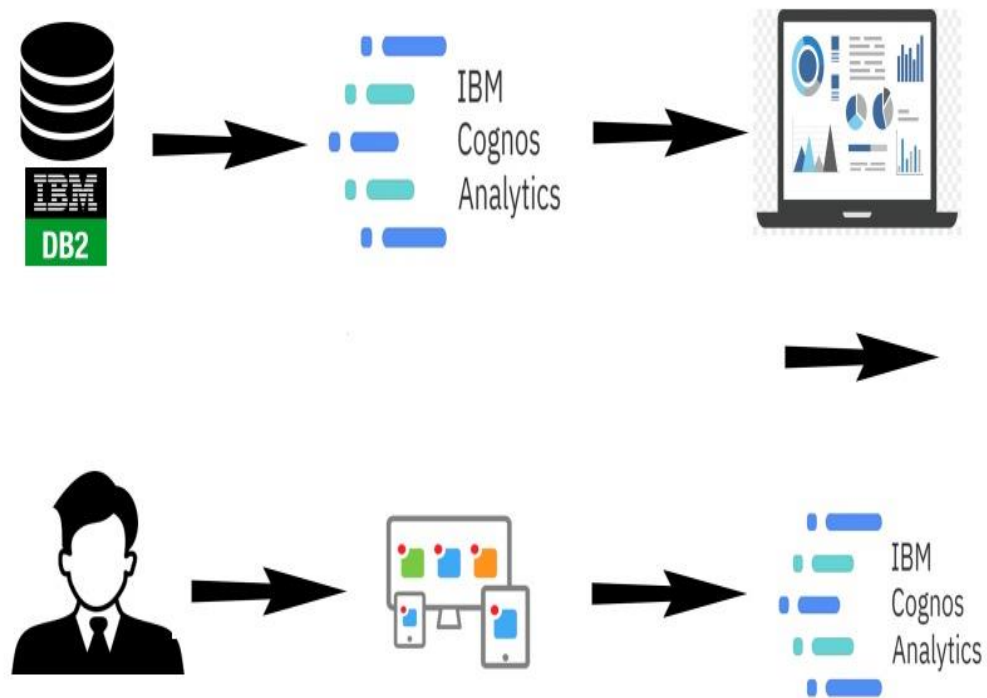 IBM
Cognos
Analytics
IBM
DB2
IBM
Cognos
Analytics